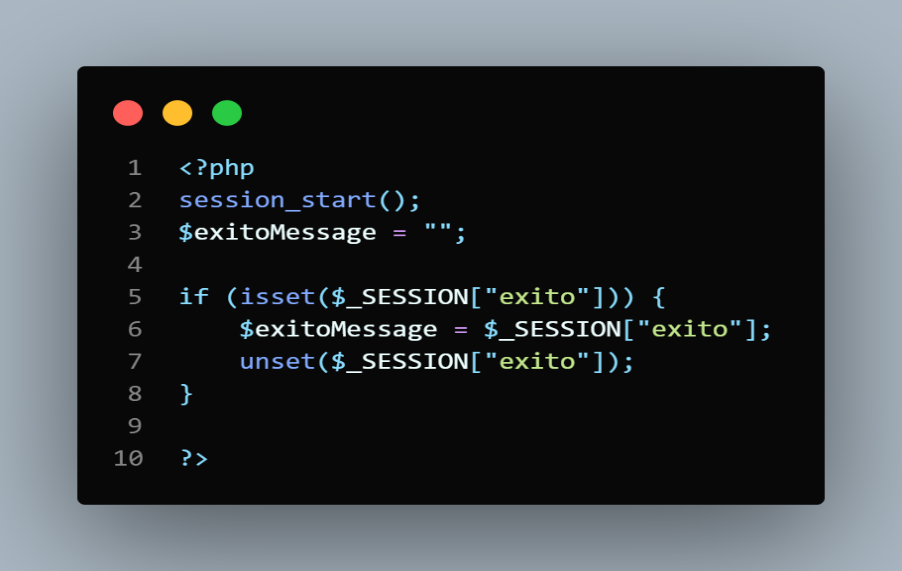 1 <?php
2 session_start();
3 $exitoMessage = "";
4
5 if (isset($_SESSION["exito"])) {
6     $exitoMessage = $_SESSION["exito"];
7     unset($_SESSION["exito"]);
8 }
9
10 ?>